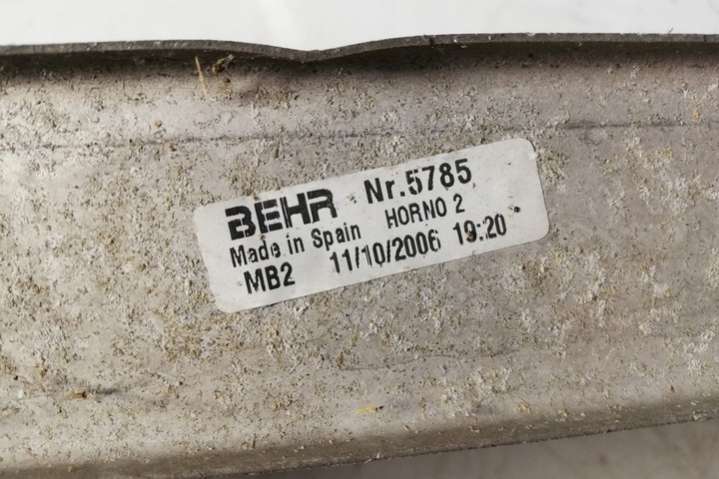 BEHR Nr.5785
Made in Spain HORNO 2
MB2 11/10/2006 19:20